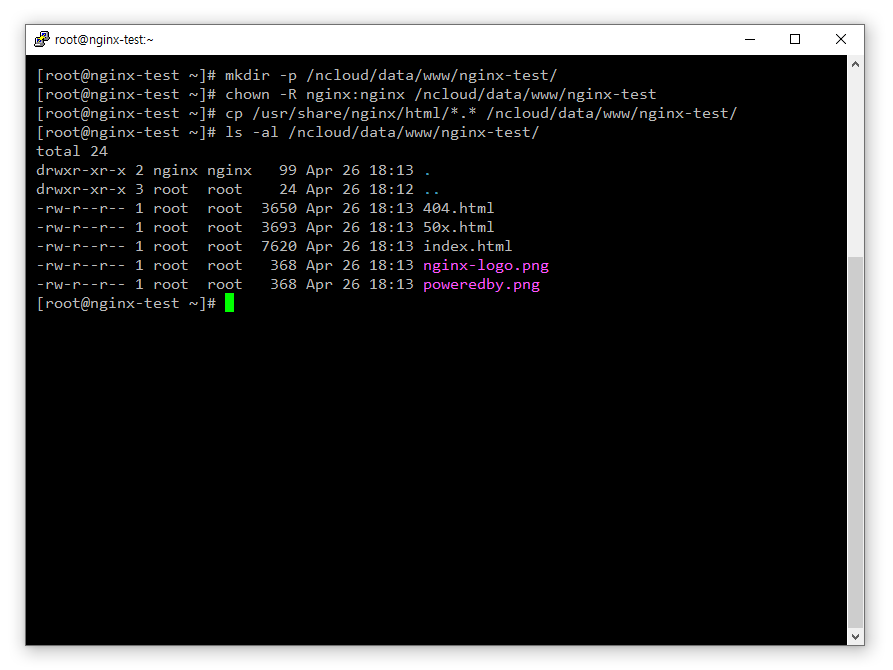 root@nginx-test:~
[root@nginx-test ~]# mkdir -p /ncloud/data/www/nginx-test/
[root@nginx-test ~]# chown -R nginx:nginx /ncloud/data/www/nginx-test
[root@nginx-test ~]# cp /usr/share/nginx/html/*.* /ncloud/data/www/nginx-test/
[root@nginx-test ~]# ls -al /ncloud/data/www/nginx-test/
total 24
drwxr-xr-x 2 nginx nginx   99 Apr 26 18:13 .
drwxr-xr-x 3 root  root    24 Apr 26 18:12 ..
-rw-r--r-- 1 root  root  3650 Apr 26 18:13 404.html
-rw-r--r-- 1 root  root  3693 Apr 26 18:13 50x.html
-rw-r--r-- 1 root  root  7620 Apr 26 18:13 index.html
-rw-r--r-- 1 root  root   368 Apr 26 18:13 nginx-logo.png
-rw-r--r-- 1 root  root   368 Apr 26 18:13 poweredby.png
[root@nginx-test ~]#